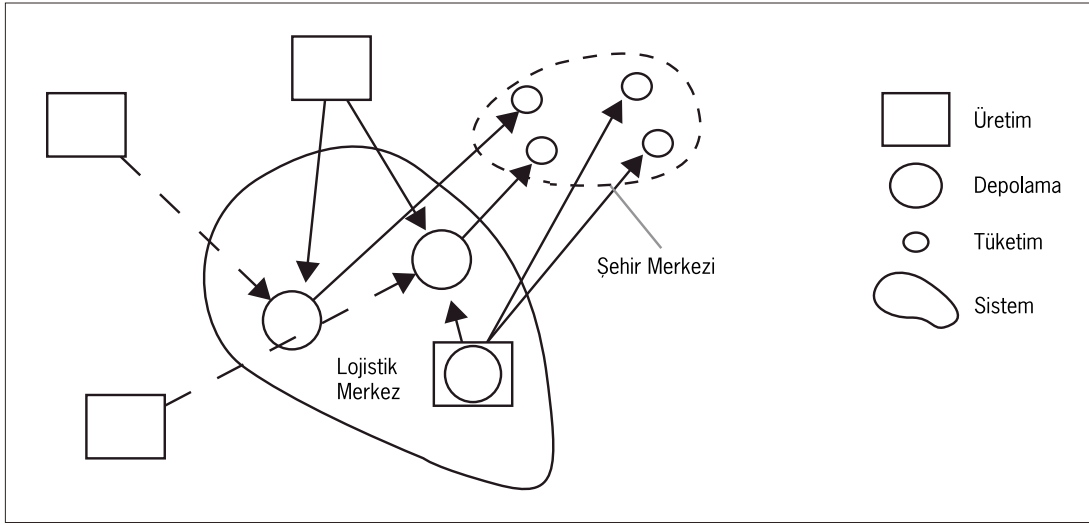 Şehir Merkezi
Lojistik
Merkez
Üretim
Depolama
Tüketim
Sistem